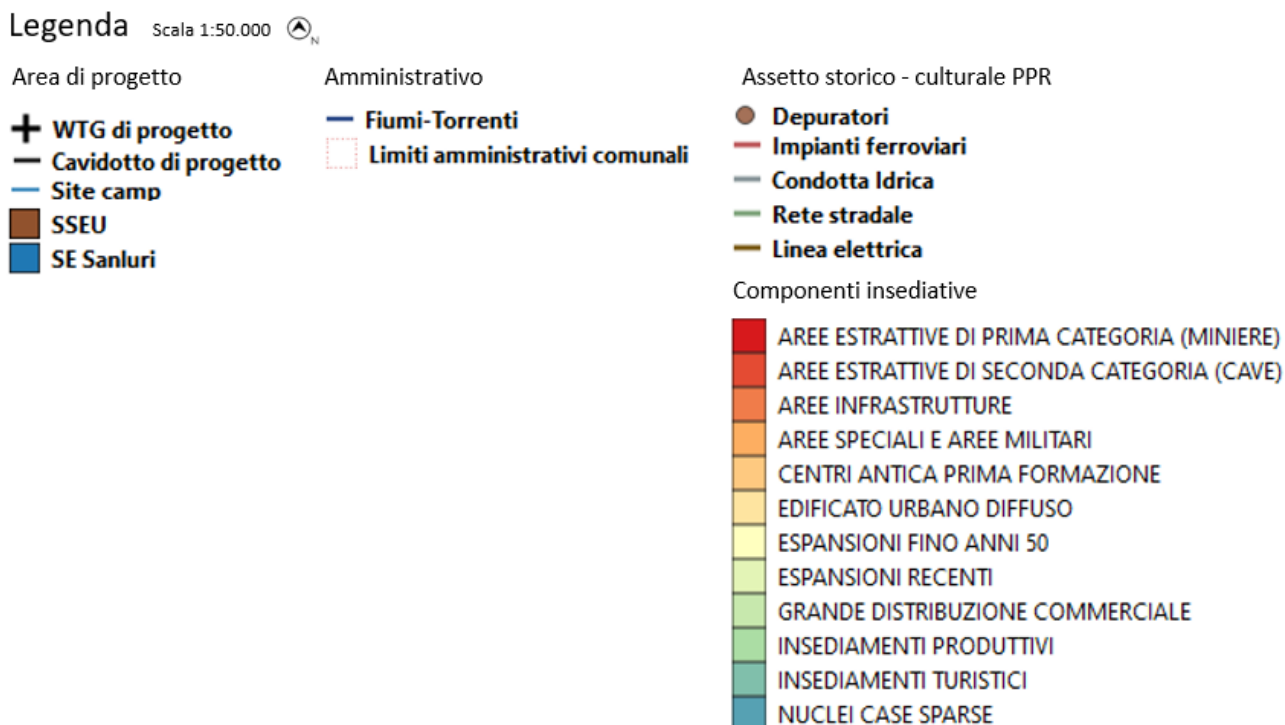 Legenda Scala 1:50.000 N
Area di progetto
WTG di progetto
Cavidotto di progetto
Site camp
SSEU
SE Sanluri
Amministrativo
Fiumi-Torrenti
Limiti amministrativi comunali
Assetto storico - culturale PPR
Depuratori
Impianti ferroviari
Condotta Idrica
Rete stradale
Linea elettrica
Componenti insediative
AREE ESTRATTIVE DI PRIMA CATEGORIA (MINIERE)
AREE ESTRATTIVE DI SECONDA CATEGORIA (CAVE)
AREE INFRASTRUTTURE
AREE SPECIALI E AREE MILITARI
CENTRI ANTICA PRIMA FORMAZIONE
EDIFICATO URBANO DIFFUSO
ESPANSIONI FINO ANNI 50
ESPANSIONI RECENTI
GRANDE DISTRIBUZIONE COMMERCIALE
INSEDIAMENTI PRODUTTIVI
INSEDIAMENTI TURISTICI
NUCLEI CASE SPARSE